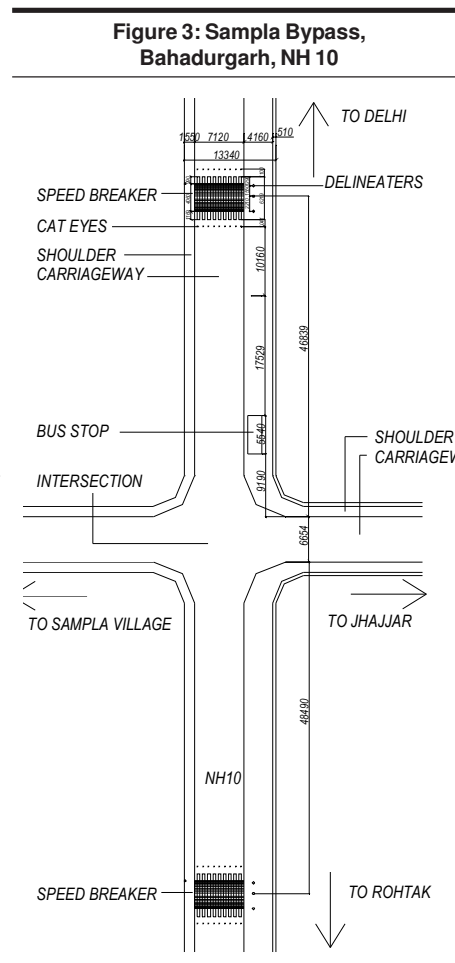 Figure 3: Sampla Bypass,
Bahadurgarh, NH 10
TO DELHI
1550 7120 4160 510
13340
DELINEATERS
SPEED BREAKER
CAT EYES
SHOULDER
CARRIAGEWAY
10160
46839
17529
BUS STOP
5540
SHOULDER
CARRIAGEW
INTERSECTION
9190
6654
TO SAMPLA VILLAGE
TO JHAJJAR
48490
NH10
SPEED BREAKER
TO ROHTAK